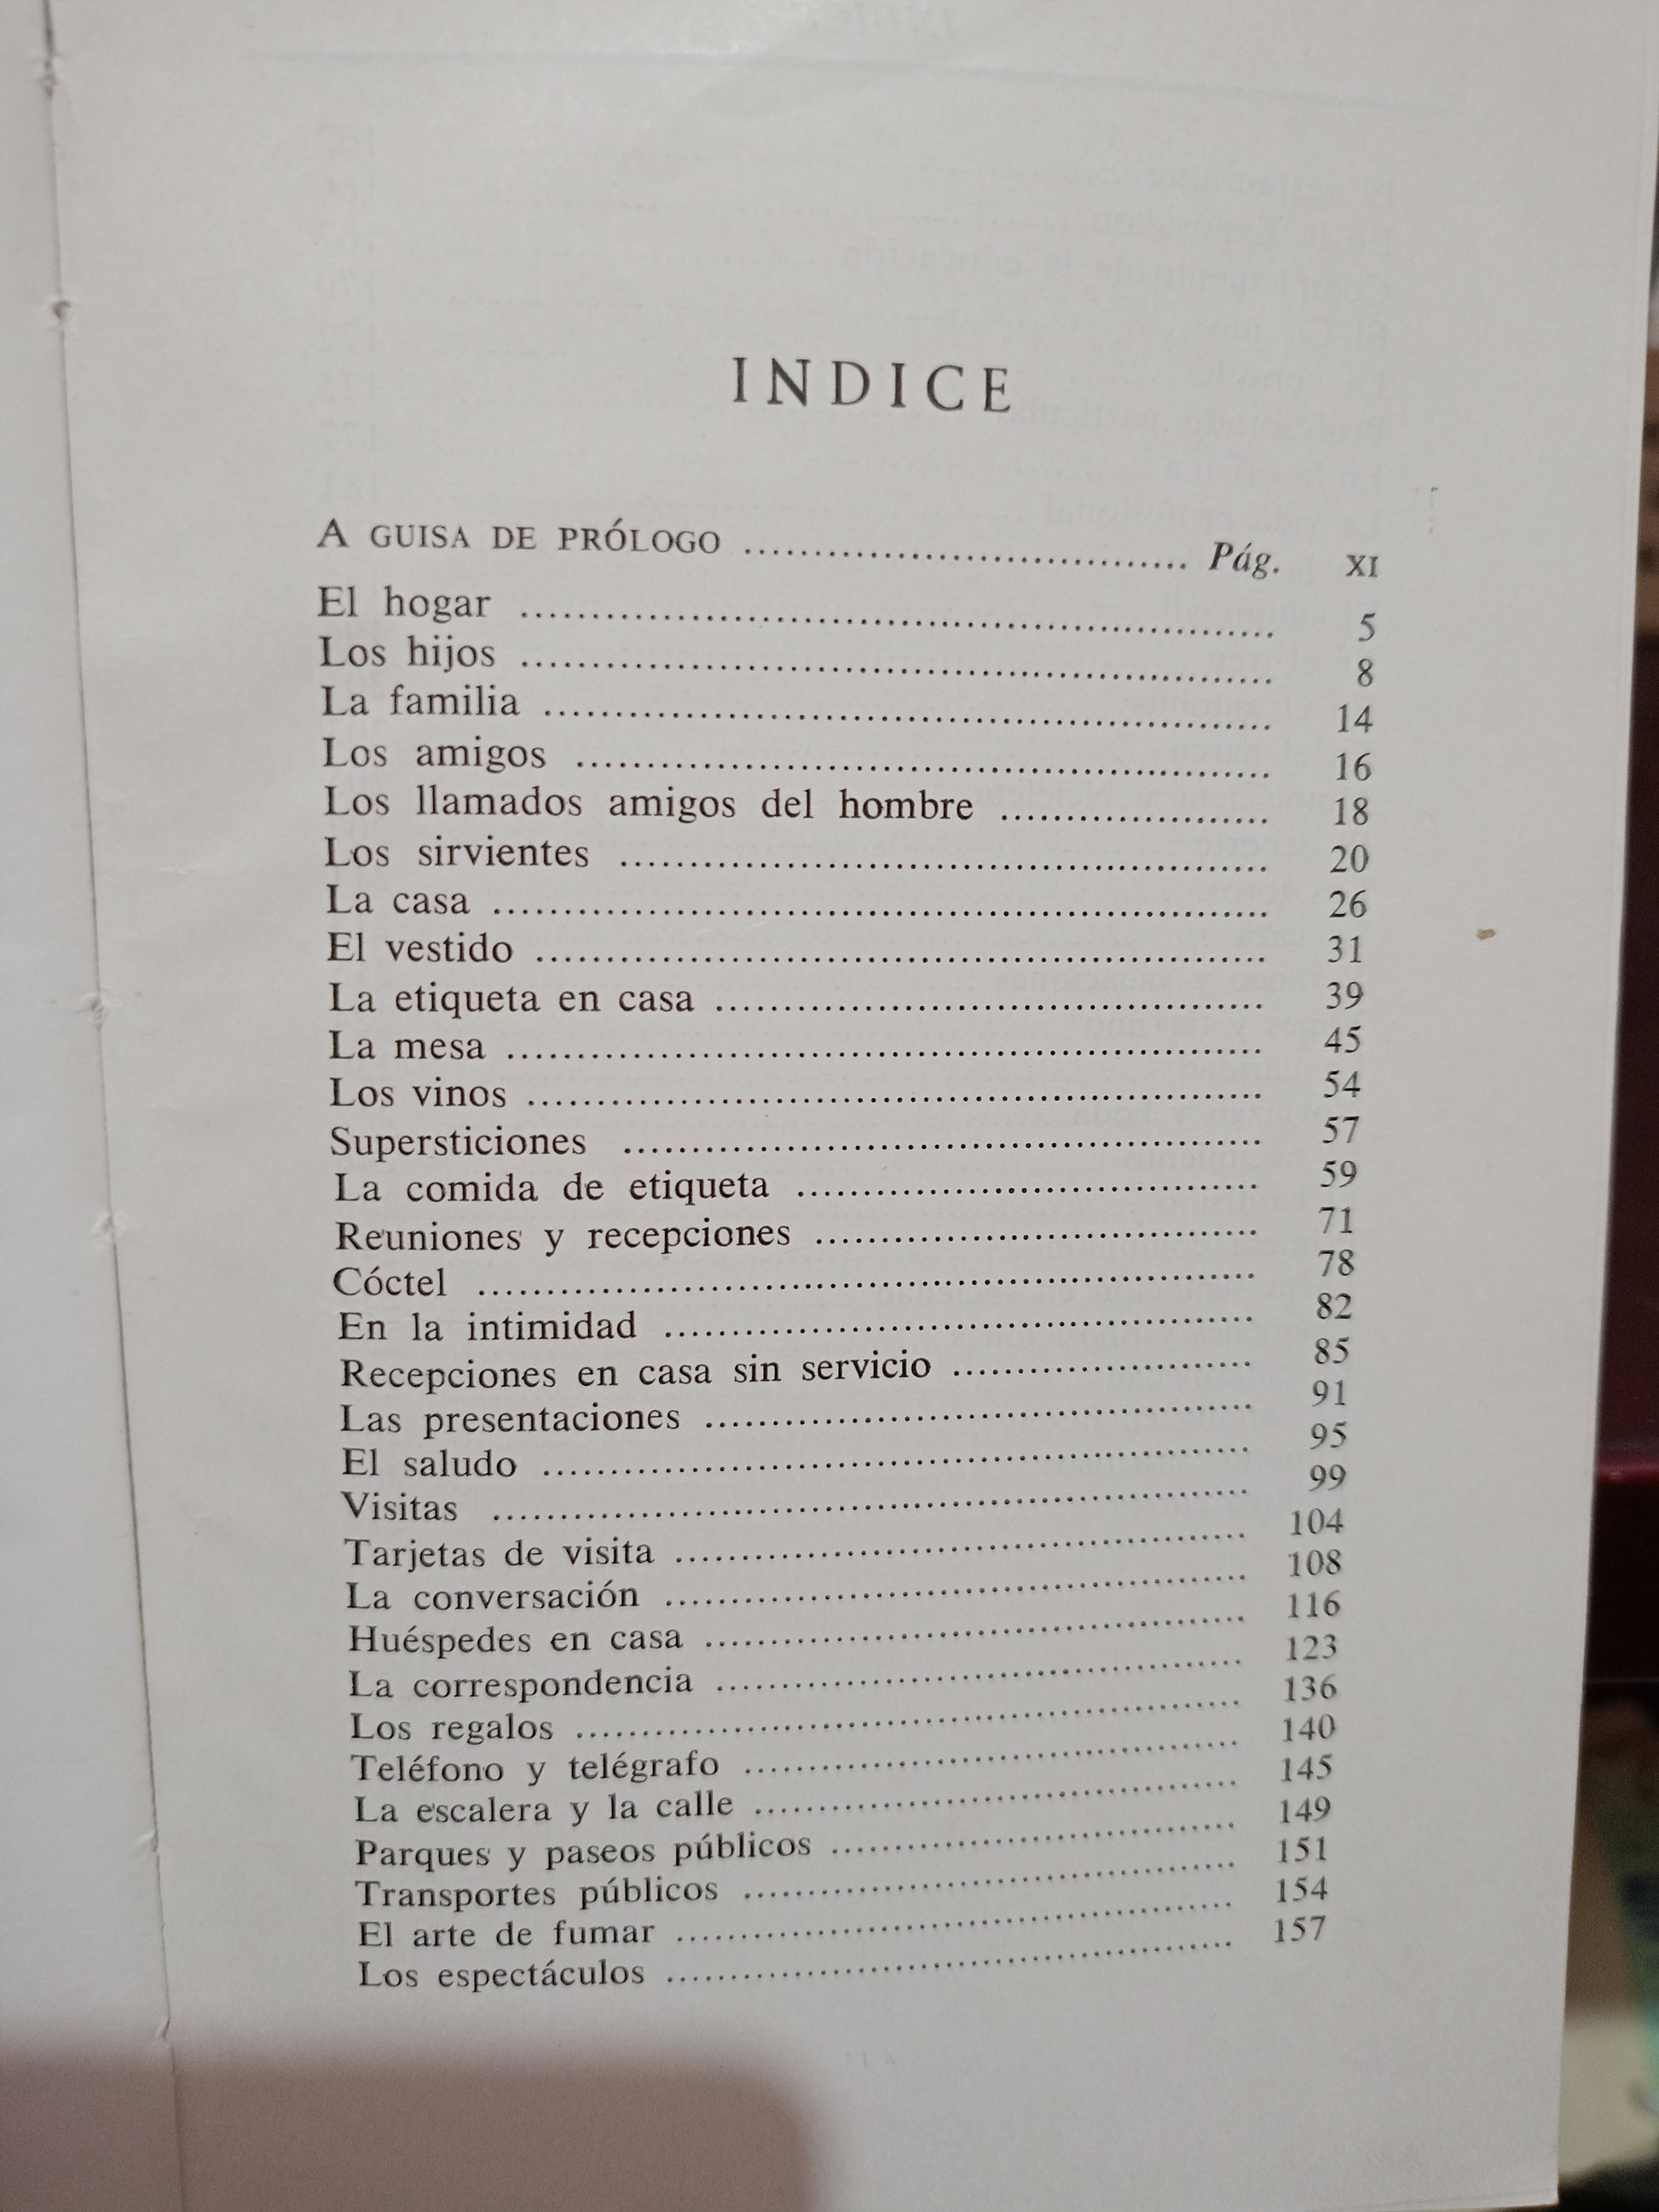 INDICE
A GUISA DE PRÓLOGO ................................ Pág. XI
El hogar ...................................................... 5
Los hijos ...................................................... 8
La familia .................................................... 14
Los amigos .................................................. 16
Los llamados amigos del hombre .................... 18
Los sirvientes ............................................... 20
La casa ........................................................ 26
El vestido ..................................................... 31
La etiqueta en casa ........................................ 39
La mesa ....................................................... 45
Los vinos ..................................................... 54
Supersticiones .............................................. 57
La comida de etiqueta ................................... 59
Reuniones y recepciones ................................. 71
Cóctel ......................................................... 78
En la intimidad ............................................ 82
Recepciones en casa sin servicio ...................... 85
Las presentaciones ........................................ 91
El saludo ..................................................... 95
Visitas ........................................................ 99
Tarjetas de visita .......................................... 104
La conversación ............................................ 108
Huéspedes en casa ......................................... 116
La correspondencia ....................................... 123
Los regalos .................................................. 136
Teléfono y telégrafo ...................................... 140
La escalera y la calle ..................................... 145
Parques y paseos públicos ............................... 149
Transportes públicos ...................................... 151
El arte de fumar ........................................... 154
Los espectáculos ........................................... 157